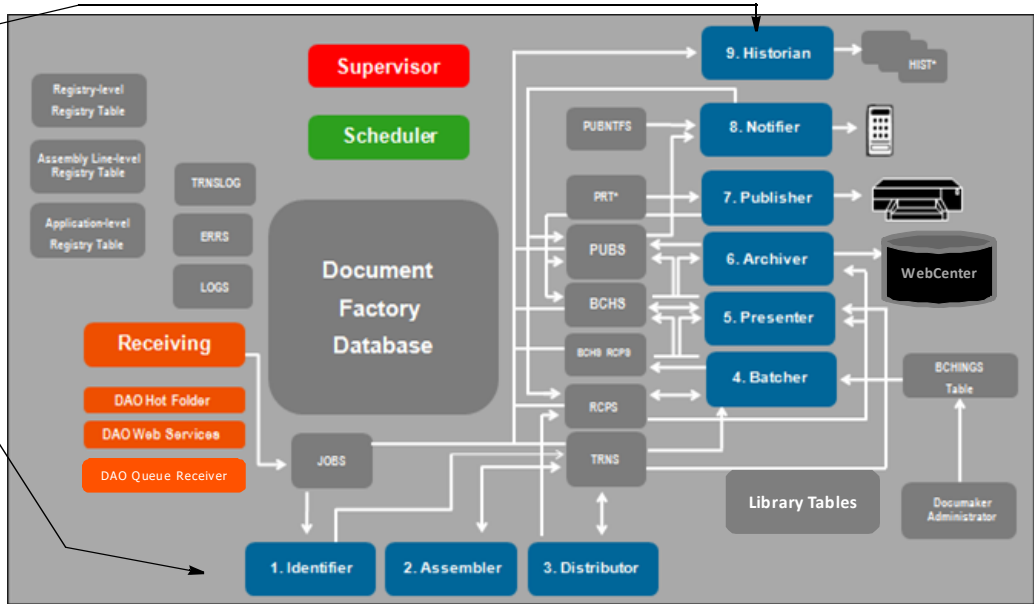 Supervisor
Scheduler
Registry-level
Registry Table
Assembly Line-level
Registry Table
Application-level
Registry Table
TRNSLOG
ERRS
LOGS
Document
Factory
Database
Receiving
DAO Hot Folder
DAO Web Services
DAO Queue Receiver
JOBS
1. Identifier
2. Assembler
3. Distributor
PUBNTFS
PRT*
PUBS
BCHS
BCHS RCPS
RCPS
TRNS
9. Historian
HIST*
8. Notifier
7. Publisher
6. Archiver
WebCenter
5. Presenter
4. Batcher
BCHINGS
Table
Library Tables
Documaker
Administrator